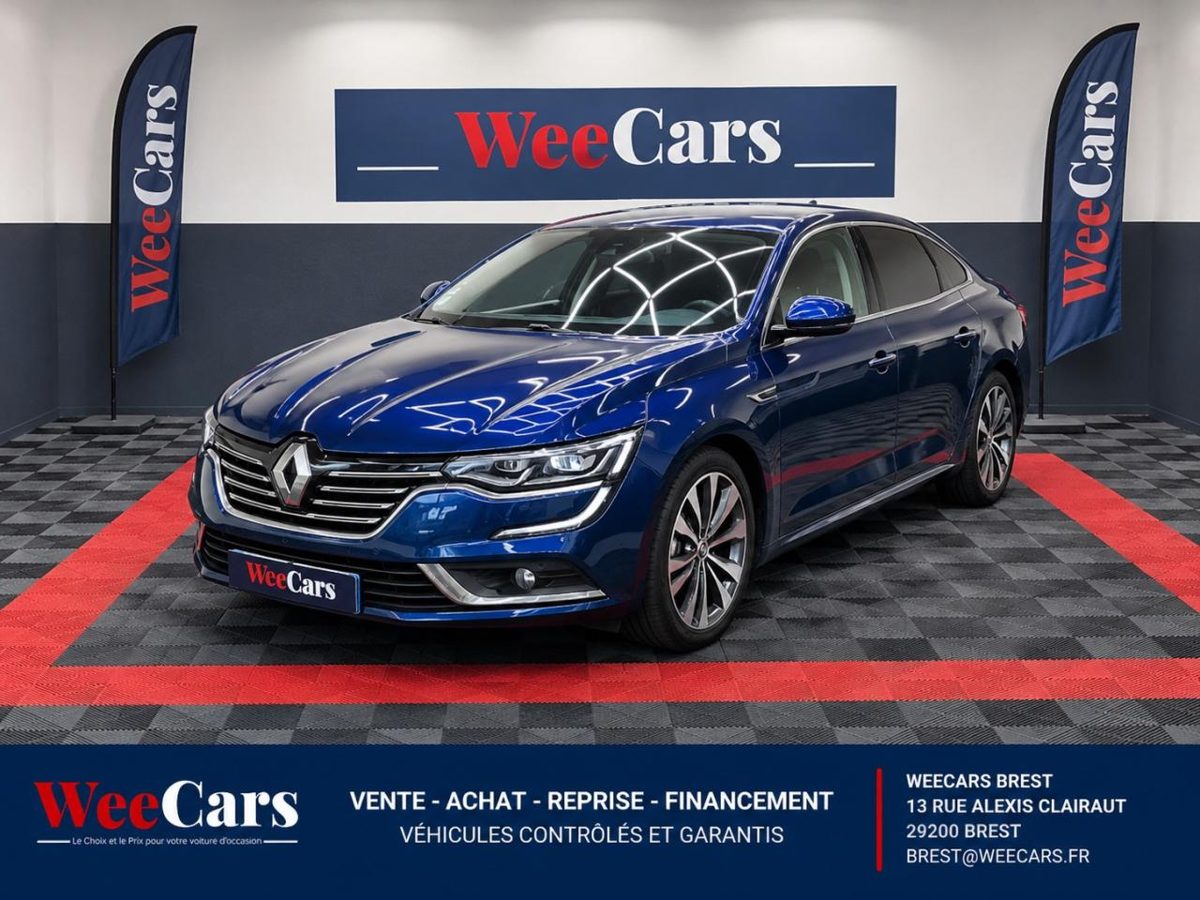 WeeCars
WeeCars
WeeCars
WeeCars
WeeCars
Le Choix et le Prix pour votre voiture d'occasion
VENTE - ACHAT - REPRISE - FINANCEMENT
VÉHICULES CONTRÔLÉS ET GARANTIS
WEECARS BREST
13 RUE ALEXIS CLAIRAUT
29200 BREST
BREST@WEECARS.FR